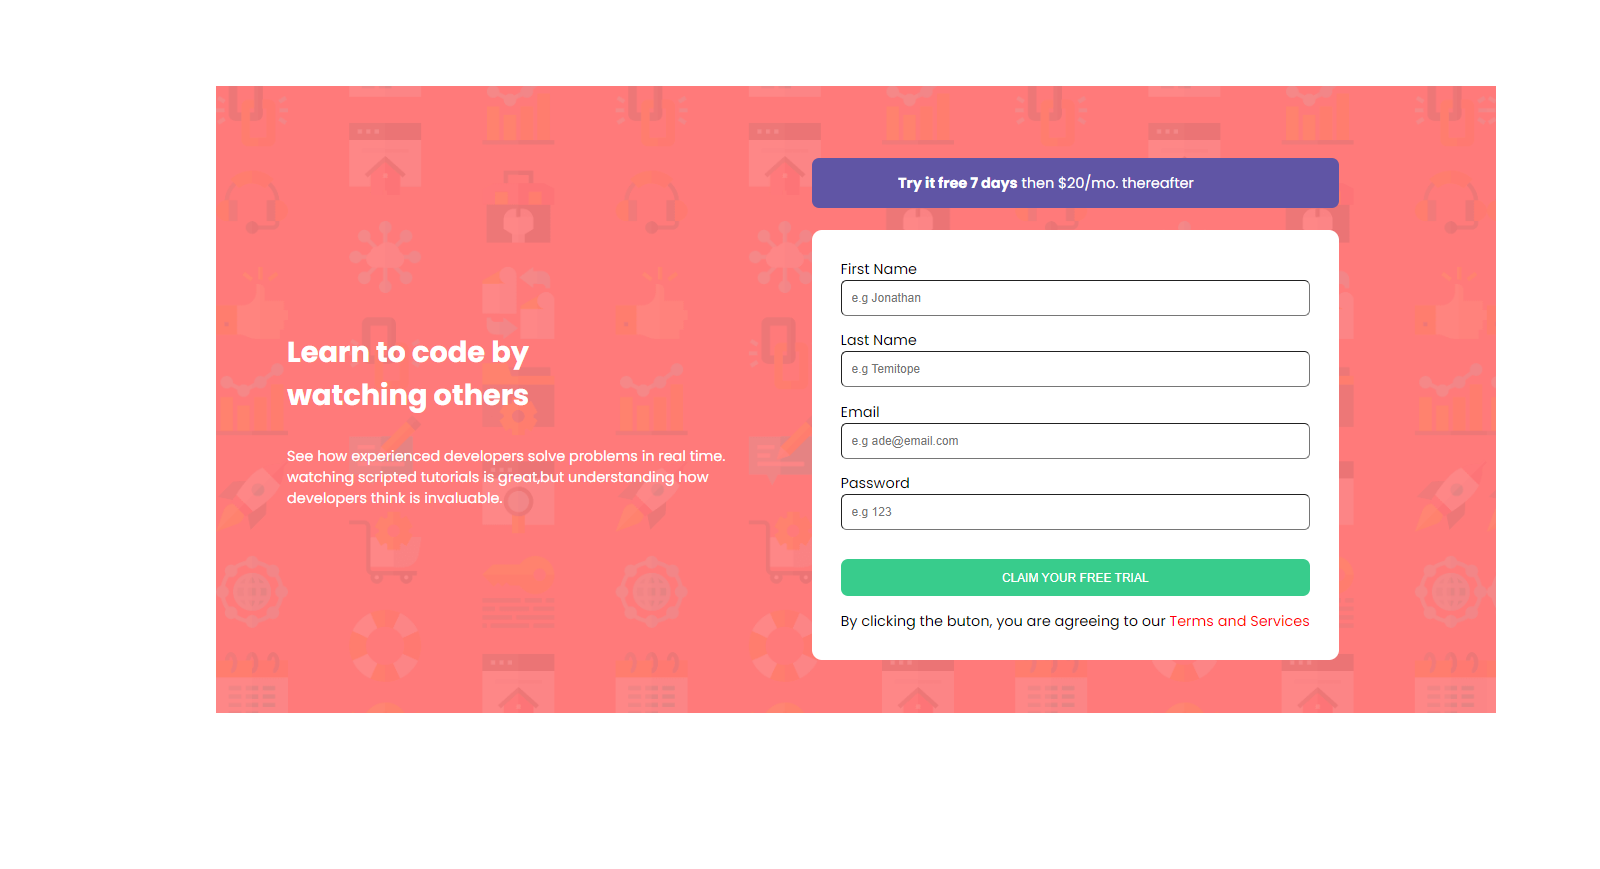 Try it free 7 days then $20/mo. thereafter
Learn to code by
watching others
See how experienced developers solve problems in real time.
watching scripted tutorials is great,but understanding how
developers think is invaluable.
First Name
e.g Jonathan
Last Name
e.g Temitope
Email
e.g ade@email.com
Password
e.g 123
CLAIM YOUR FREE TRIAL
By clicking the buton, you are agreeing to our Terms and Services